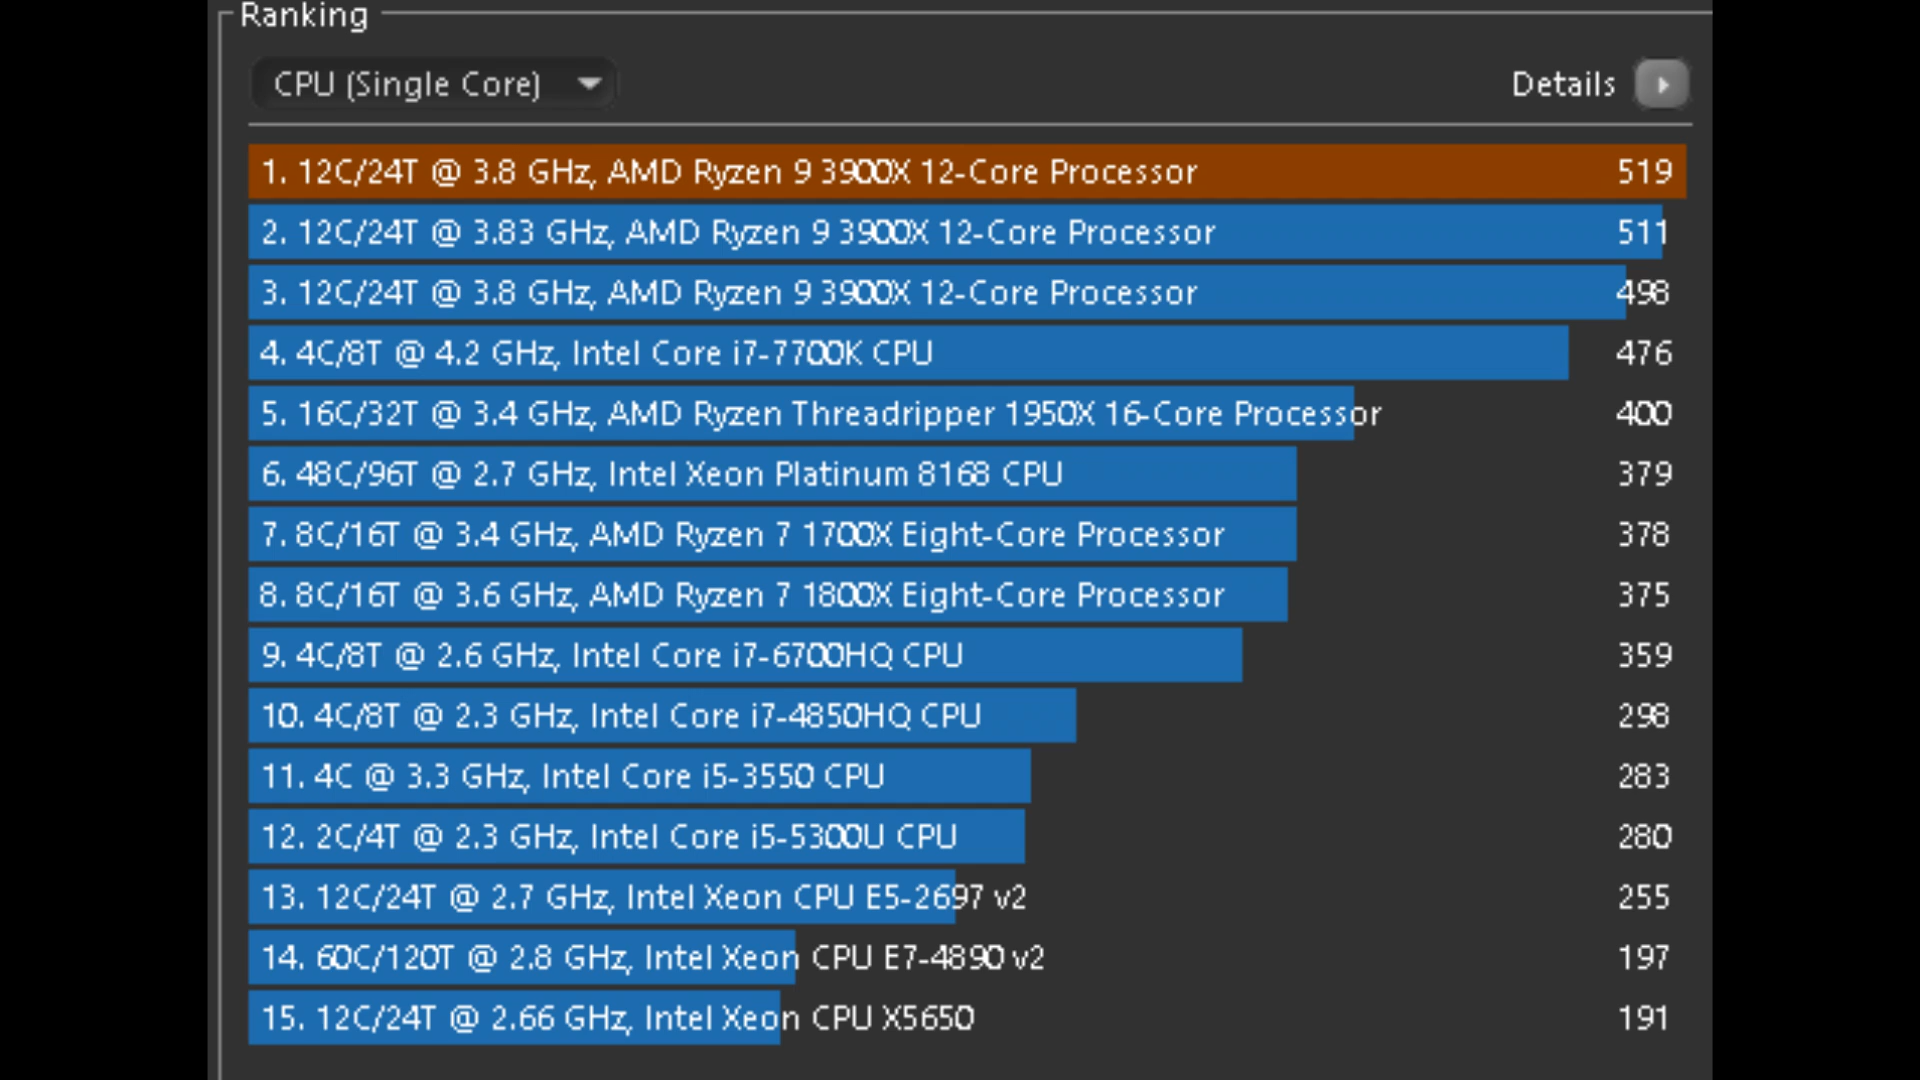 Ranking
CPU (Single Core)
Details
1. 12C/24T @ 3.8 GHz, AMD Ryzen 9 3900X 12-Core Processor 519
2. 12C/24T @ 3.83 GHz, AMD Ryzen 9 3900X 12-Core Processor 511
3. 12C/24T @ 3.8 GHz, AMD Ryzen 9 3900X 12-Core Processor 498
4. 4C/8T @ 4.2 GHz, Intel Core i7-7700K CPU 476
5. 16C/32T @ 3.4 GHz, AMD Ryzen Threadripper 1950X 16-Core Processor 400
6. 48C/96T @ 2.7 GHz, Intel Xeon Platinum 8168 CPU 379
7. 8C/16T @ 3.4 GHz, AMD Ryzen 7 1700X Eight-Core Processor 378
8. 8C/16T @ 3.6 GHz, AMD Ryzen 7 1800X Eight-Core Processor 375
9. 4C/8T @ 2.6 GHz, Intel Core i7-6700HQ CPU 359
10. 4C/8T @ 2.3 GHz, Intel Core i7-4850HQ CPU 298
11. 4C @ 3.3 GHz, Intel Core i5-3550 CPU 283
12. 2C/4T @ 2.3 GHz, Intel Core i5-5300U CPU 280
13. 12C/24T @ 2.7 GHz, Intel Xeon CPU E5-2697 v2 255
14. 60C/120T @ 2.8 GHz, Intel Xeon CPU E7-4890 v2 197
15. 12C/24T @ 2.66 GHz, Intel Xeon CPU X5650 191